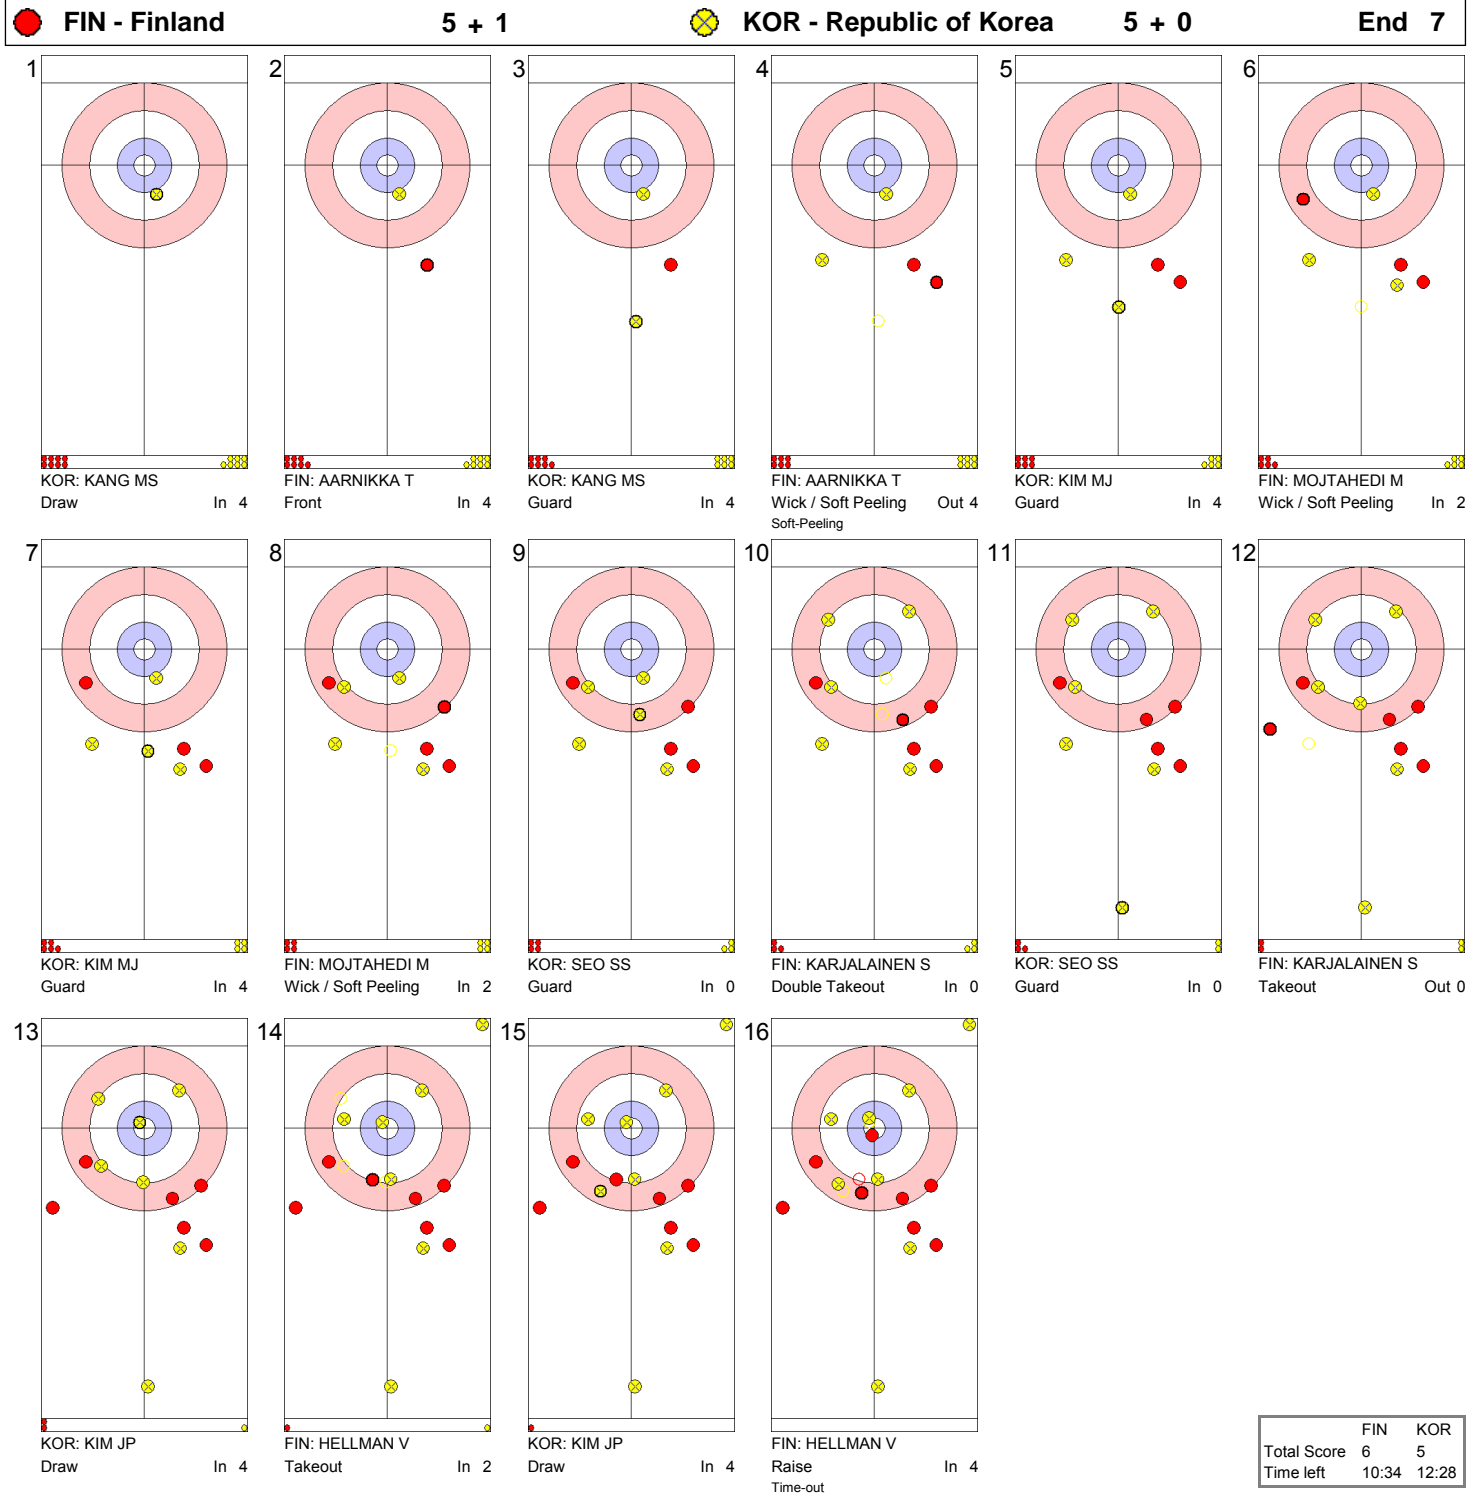 FIN - Finland 5 + 1 KOR - Republic of Korea 5 + 0 End 7
1 2 3 4 5 6
KOR: KANG MS FIN: AARNIKKA T KOR: KANG MS FIN: AARNIKKA T KOR: KIM MJ FIN: MOJTAHEDI M
Draw In 4 Front In 4 Guard In 4 Wick / Soft Peeling Out 4 Guard In 4 Wick / Soft Peeling In 2
Soft-Peeling
7 8 9 10 11 12
KOR: KIM MJ FIN: MOJTAHEDI M KOR: SEO SS FIN: KARJALAINEN S KOR: SEO SS FIN: KARJALAINEN S
Guard In 4 Wick / Soft Peeling In 2 Guard In 0 Double Takeout In 0 Guard In 0 Takeout Out 0
13 14 15 16
KOR: KIM JP FIN: HELLMAN V KOR: KIM JP FIN: HELLMAN V
Draw In 4 Takeout In 2 Draw In 4 Raise In 4
Time-out
FIN KOR
Total Score 6 5
Time left 10:34 12:28